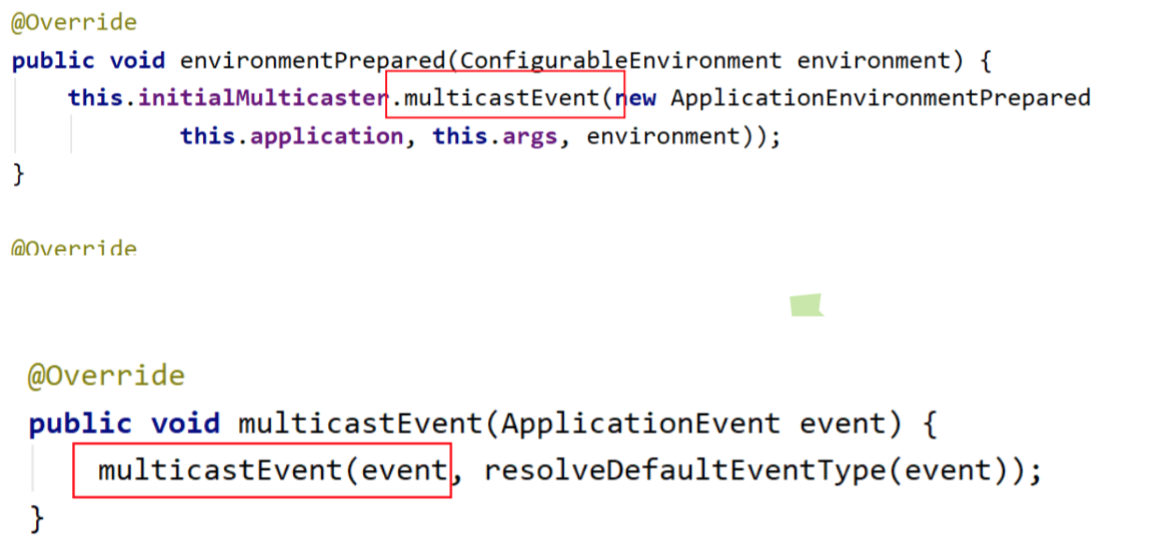 @Override
public void environmentPrepared(ConfigurableEnvironment environment) {
this.initialMulticaster.multicastEvent(new ApplicationEnvironmentPrepared
this.application, this.args, environment));
}
@Override
@Override
public void multicastEvent(ApplicationEvent event) {
multicastEvent(event, resolveDefaultEventType(event));
}